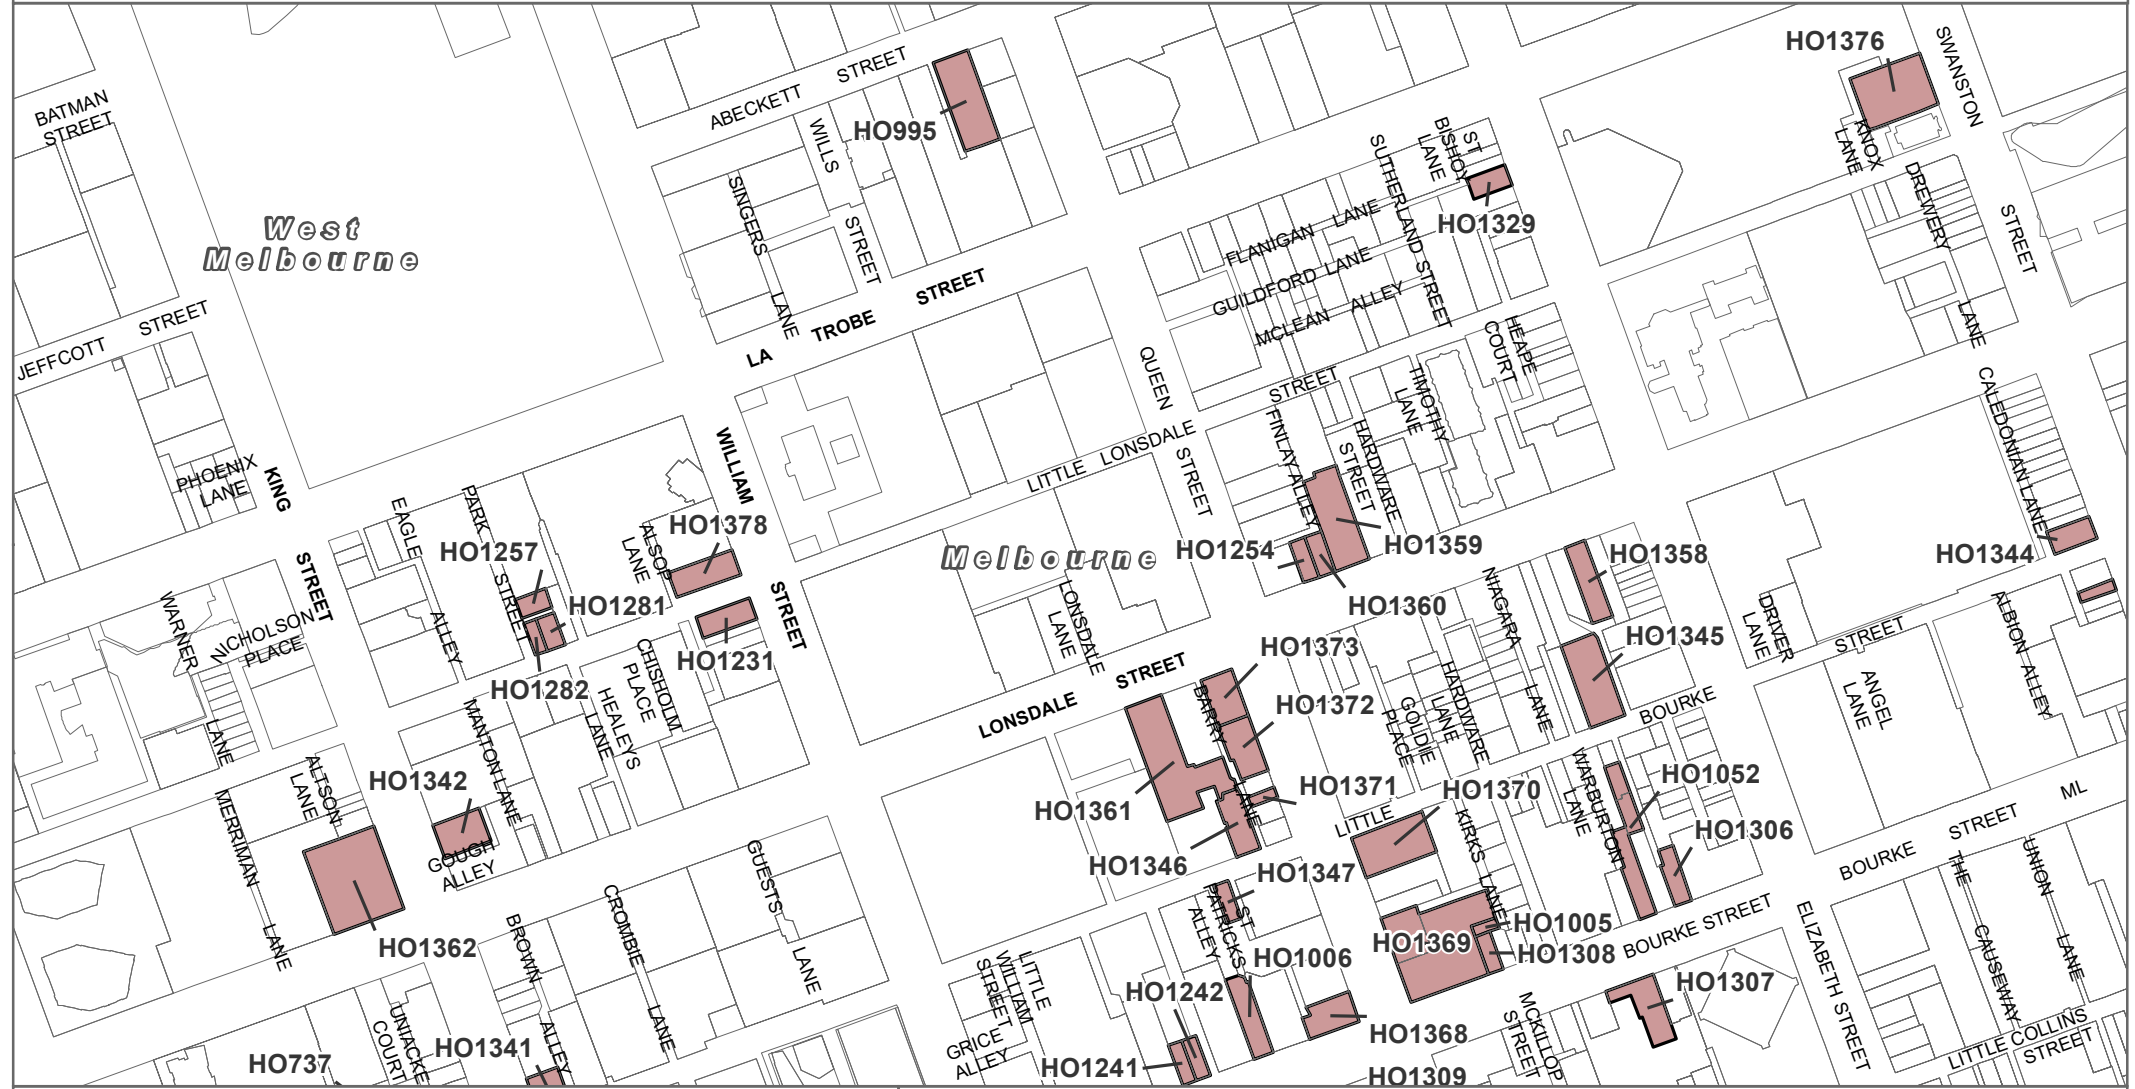 HO1376
SWANSTON
STREET
ABECKETT STREET
BATMAN
STREET
HO995
WILLS
STREET
ST
BISHOY
LANE
KNOX
LANE
DREWERY
LANE
SINGERS
LANE
SUTHERLAND STREET
HO1329
FLANIGAN LANE
GUILDFORD LANE
MCLEAN ALLEY
West
Melbourne
LA TROBE STREET
JEFFCOTT STREET
HEAPE
COURT
QUEEN
STREET
LITTLE LONSDALE STREET
TIMOTHY
LANE
CALEDONIAN LANE
FINLAY ALLEY
HARDWARE
STREET
PHOENIX
LANE
KING
STREET
WILLIAM
STREET
EAGLE
ALLEY
PARK
STREET
HO1257
HO1378
ALSOP
LANE
Melbourne
HO1254
HO1359
HO1358
HO1344
HO1281
HO1360
WARNER
LANE
NICHOLSON
PLACE
LONSDALE
LANE
NIAGARA
LANE
DRIVER
LANE
STREET
ALBION ALLEY
HO1231
HO1345
HO1282
CHISHOLM
PLACE
HEALEYS
LANE
HO1373
LONSDALE STREET
BARRY
LANE
HO1372
GOLDIE
PLACE
HARDWARE
LANE
BOURKE
ANGEL
LANE
MANTON LANE
ALTSON
LANE
HO1342
HO1361
HO1371
HO1370
WARBURTON
LANE
HO1052
ML
MERRIMAN
LANE
LITTLE
KIRKS LANE
HO1306
BOURKE STREET
GOUGH
ALLEY
GUESTS
LANE
HO1346
HO1347
THE
CAUSEWAY
UNION
LANE
HO1362
BROWN
ALLEY
CROMBIE
LANE
ST
PATRICKS
ALLEY
HO1369
HO1005
HO1308
BOURKE STREET
ELIZABETH STREET
HO1006
LITTLE
WILLIAM
STREET
HO1242
HO1307
UNIACKE
COURT
HO1341
GRICE
ALLEY
HO1368
MCKILLOP
STREET
LITTLE COLLINS
STREET
HO737
HO1241
HO1309